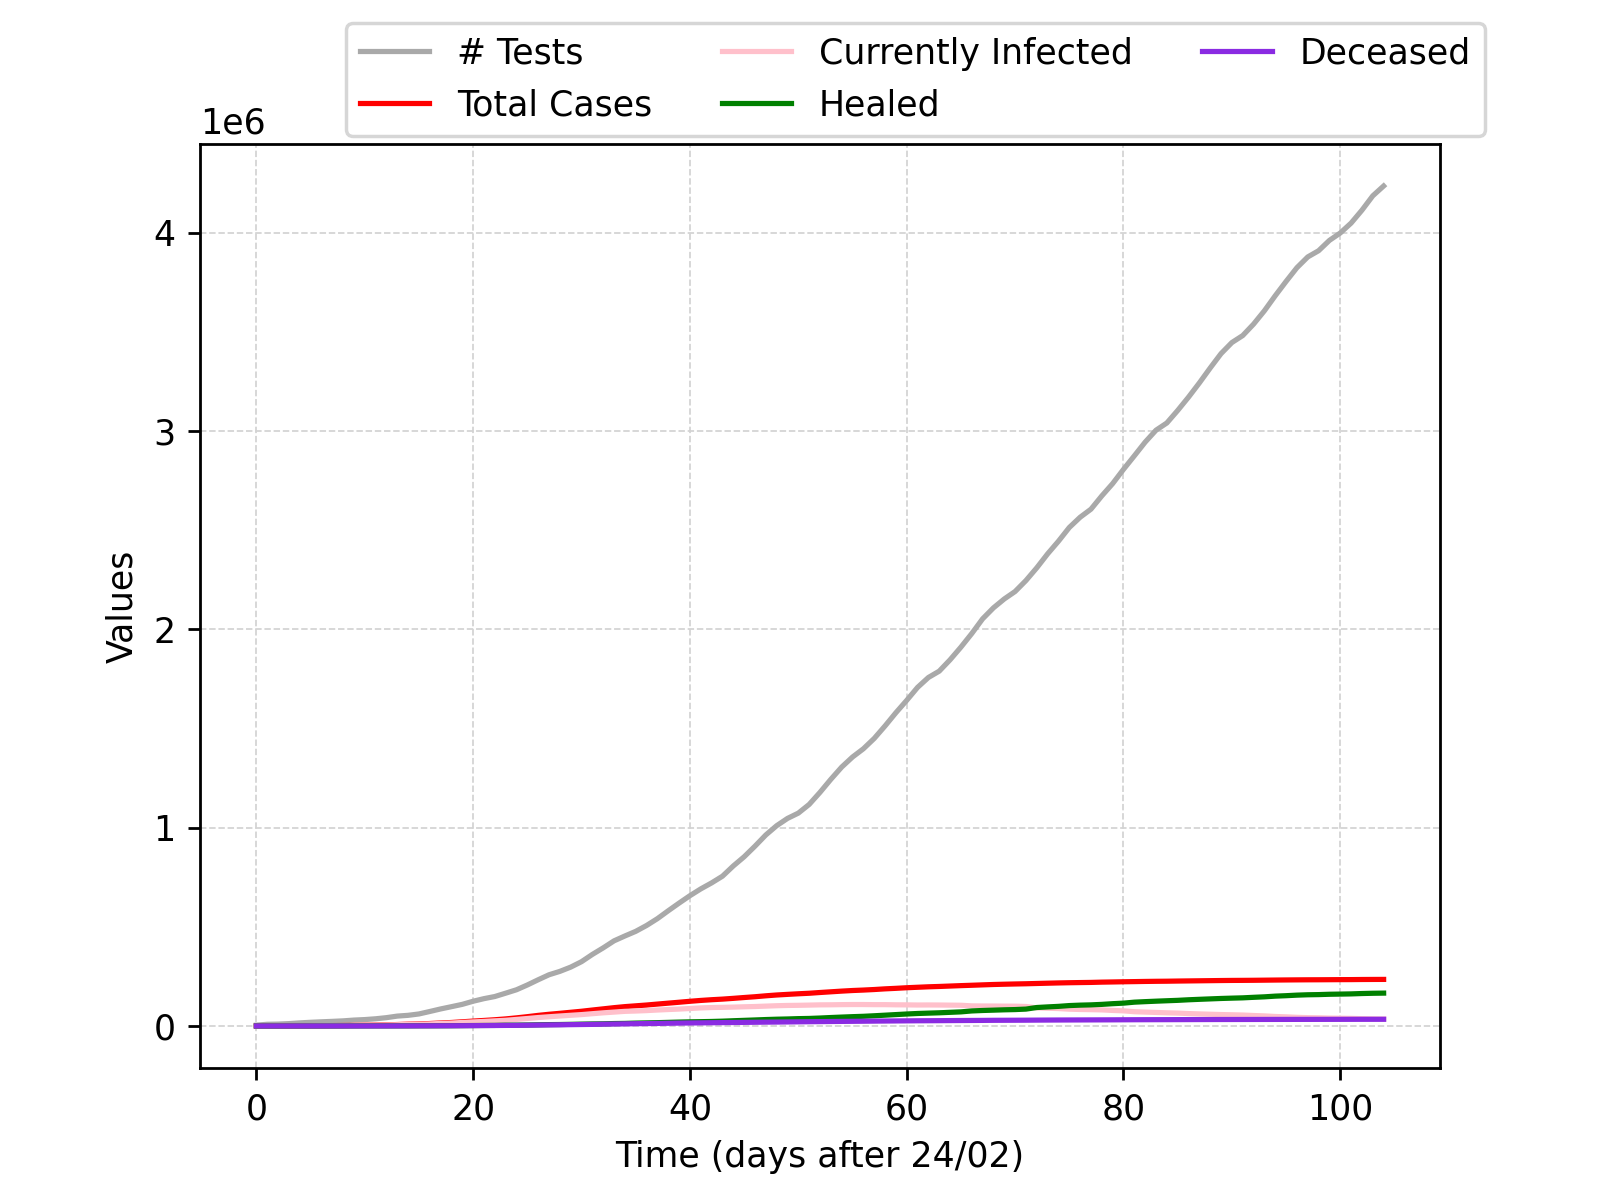 # Tests Currently Infected Deceased
Total Cases Healed
1e6
4
3
2
1
0
Values
0 20 40 60 80 100
Time (days after 24/02)